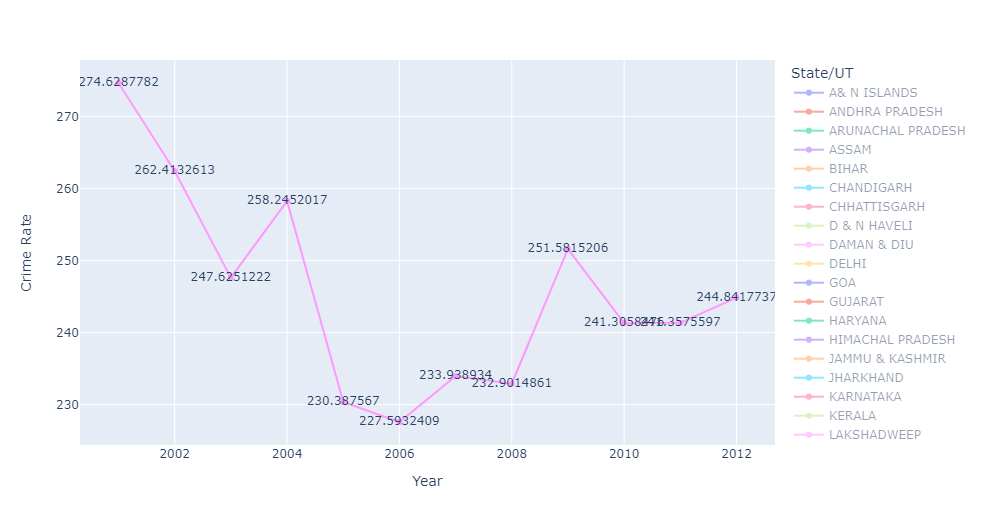 State/UT
A& N ISLANDS
ANDHRA PRADESH
ARUNACHAL PRADESH
ASSAM
BIHAR
CHANDIGARH
CHHATTISGARH
D & N HAVELI
DAMAN & DIU
DELHI
GOA
GUJARAT
HARYANA
HIMACHAL PRADESH
JAMMU & KASHMIR
JHARKHAND
KARNATAKA
KERALA
LAKSHADWEEP
Crime Rate
270
260
250
240
230
274.6287782
262.4132613
247.6251222
258.2452017
230.387567
227.5932409
233.938934
232.9014861
251.5815206
244.8417737
2002
2004
2006
2008
2010
2012
Year